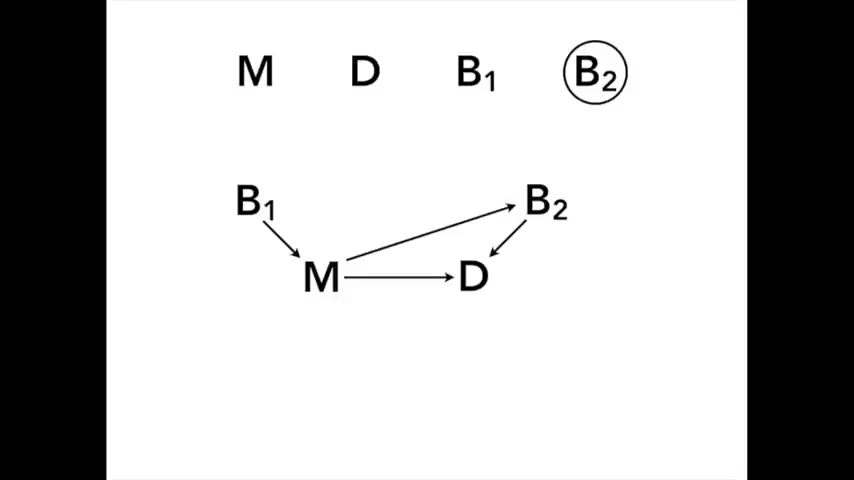 M D B₁ B₂
B₁ B₂
M D